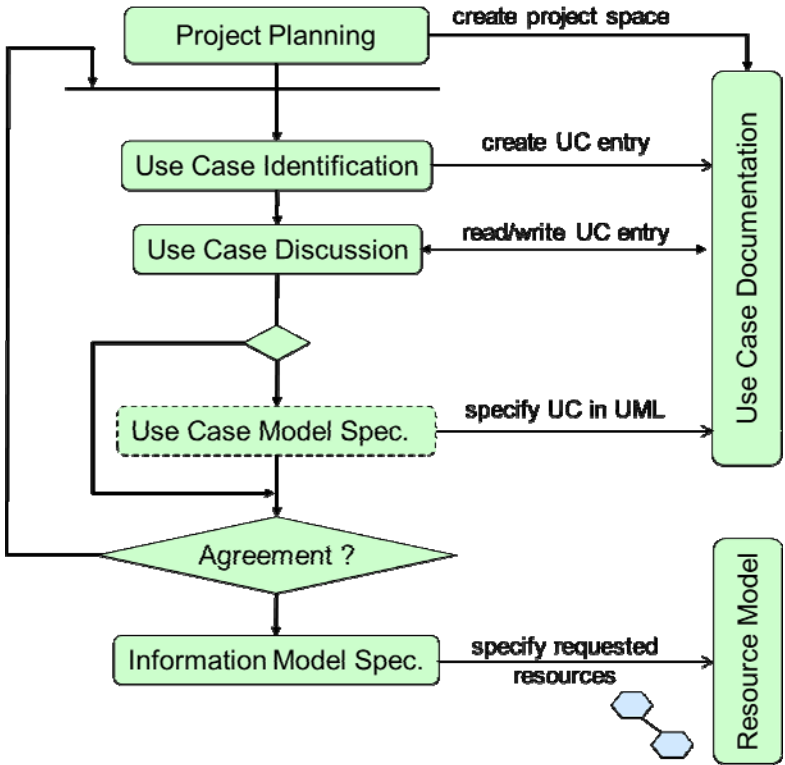 Project Planning
create project space
Use Case Identification
create UC entry
Use Case Discussion
read/write UC entry
Use Case Documentation
Use Case Model Spec.
specify UC in UML
Agreement ?
Information Model Spec.
specify requested
resources
Resource Model